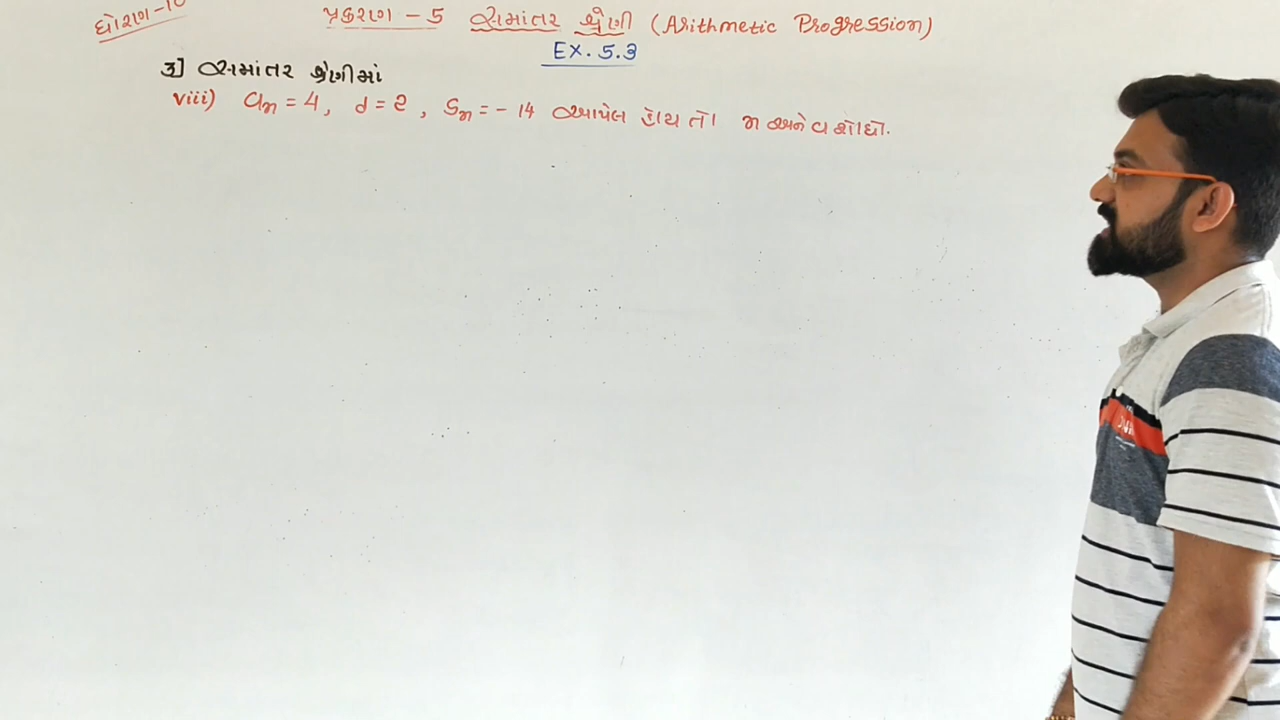 ધોરણ-10
પ્રકરણ - 5 સમાંતર શ્રેણી (Arithmetic Progression)
EX. 5.3
3] સમાંતર શ્રેણીમાં
viii) an = 4, d = 2, Sn = - 14 આપેલ હોય તો n અને a શોધો.